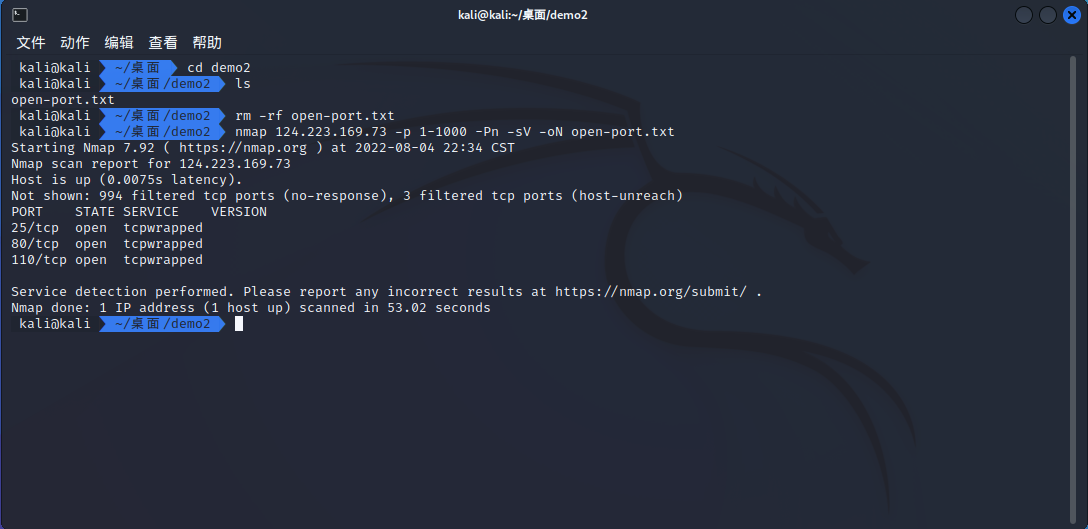 kali@kali:~/桌面/demo2
文件 动作 编辑 查看 帮助
kali@kali ~/桌面 cd demo2
kali@kali ~/桌面/demo2 ls
open-port.txt
kali@kali ~/桌面/demo2 rm -rf open-port.txt
kali@kali ~/桌面/demo2 nmap 124.223.169.73 -p 1-1000 -Pn -sV -oN open-port.txt
Starting Nmap 7.92 ( https://nmap.org ) at 2022-08-04 22:34 CST
Nmap scan report for 124.223.169.73
Host is up (0.0075s latency).
Not shown: 994 filtered tcp ports (no-response), 3 filtered tcp ports (host-unreach)
PORT    STATE SERVICE    VERSION
25/tcp  open  tcpwrapped
80/tcp  open  tcpwrapped
110/tcp open  tcpwrapped
Service detection performed. Please report any incorrect results at https://nmap.org/submit/ .
Nmap done: 1 IP address (1 host up) scanned in 53.02 seconds
kali@kali ~/桌面/demo2